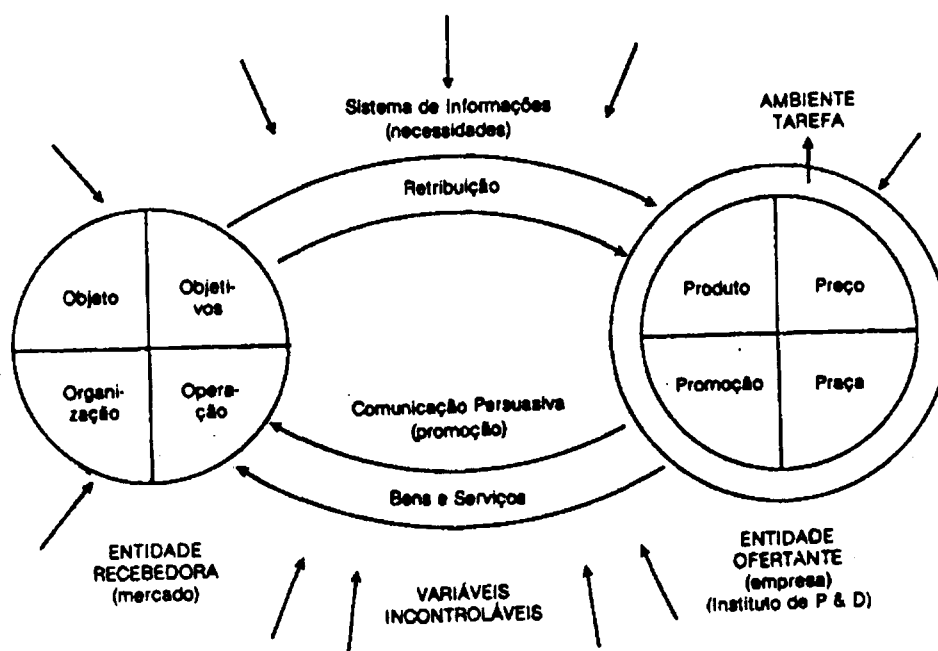 Sistema de Informações
(necessidades)
Retribuição
AMBIENTE
TAREFA
Objeto
Objeti-
vos
Organi-
zação
Opera-
ção
Produto
Preço
Promoção
Praça
Comunicação Persuasiva
(promoção)
Bens e Serviços
ENTIDADE
RECEBEDORA
(mercado)
VARIÁVEIS
INCONTROLÁVEIS
ENTIDADE
OFERTANTE
(empresa)
(Instituto de P & D)